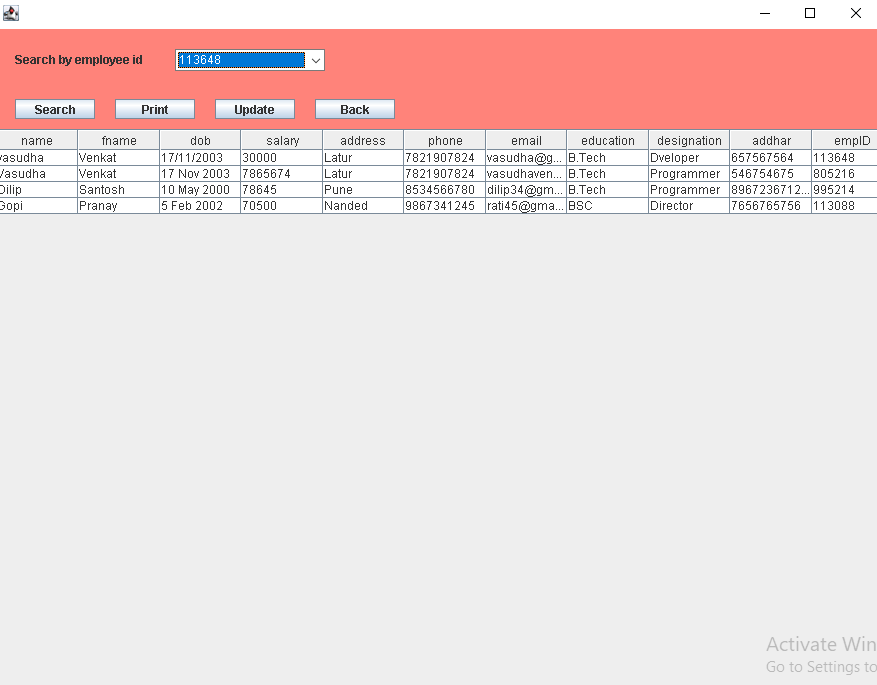 Search by employee id 113648
Search Print Update Back
name fname dob salary address phone email education designation addhar empID
vasudha Venkat 17/11/2003 30000 Latur 7821907824 vasudha@g... B.Tech Dveloper 657567564 113648
Vasudha Venkat 17 Nov 2003 7865674 Latur 7821907824 vasudhaven... B.Tech Programmer 546754675 805216
Dilip Santosh 10 May 2000 78645 Pune 8534566780 dilip34@gm... B.Tech Programmer 8967236712... 995214
Gopi Pranay 5 Feb 2002 70500 Nanded 9867341245 rati45@gma... BSC Director 7656765756 113088
Activate Win
Go to Settings to